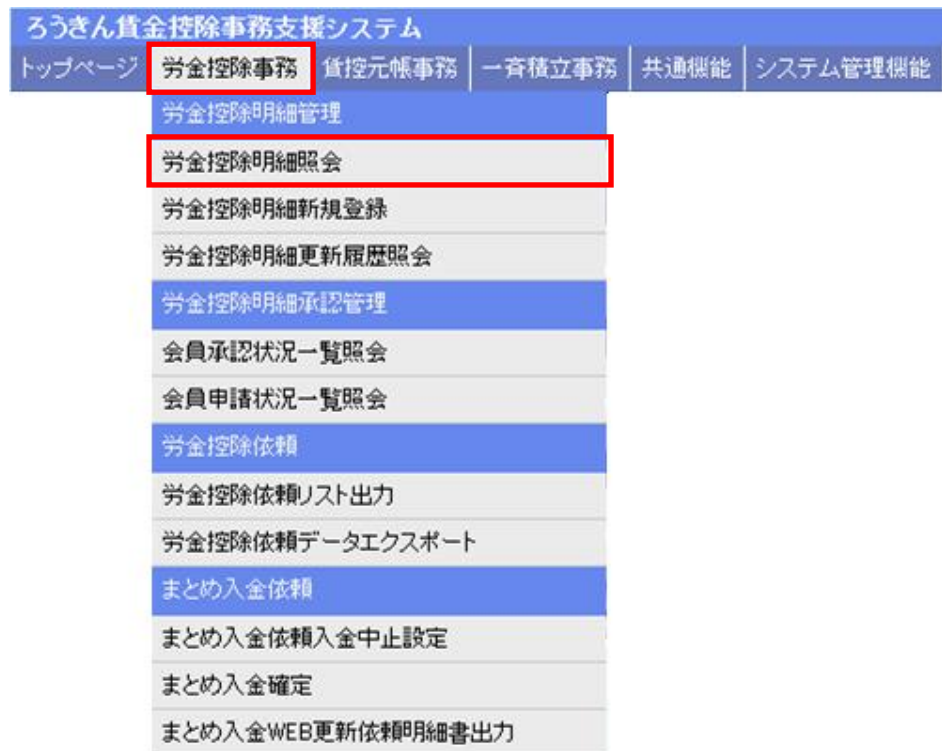 ろうきん賃金控除事務支援システム
トップページ 労金控除事務 賃控元帳事務 一斉積立事務 共通機能 システム管理機能
労金控除明細管理
労金控除明細照会
労金控除明細新規登録
労金控除明細更新履歴照会
労金控除明細承認管理
会員承認状況一覧照会
会員申請状況一覧照会
労金控除依頼
労金控除依頼リスト出力
労金控除依頼データエクスポート
まとめ入金依頼
まとめ入金依頼入金中止設定
まとめ入金確定
まとめ入金WEB更新依頼明細書出力